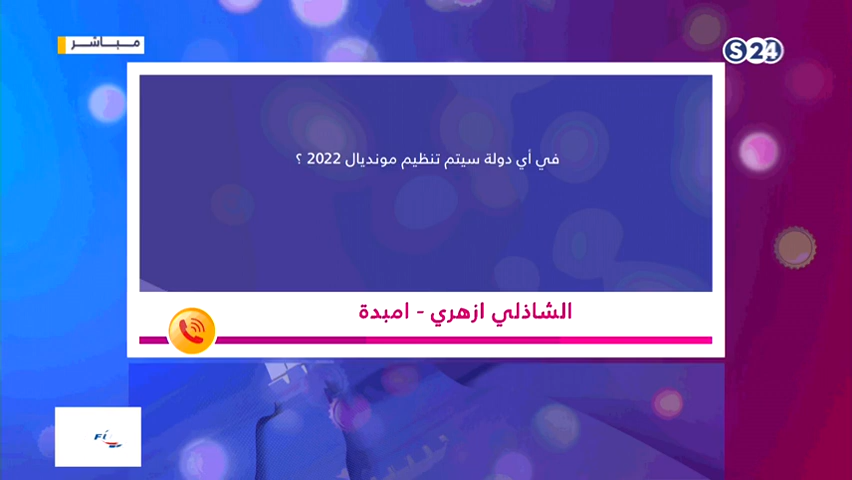 مباشر
S24
في أي دولة سيتم تنظيم مونديال 2022 ؟
الشاذلي ازهري - امبدة